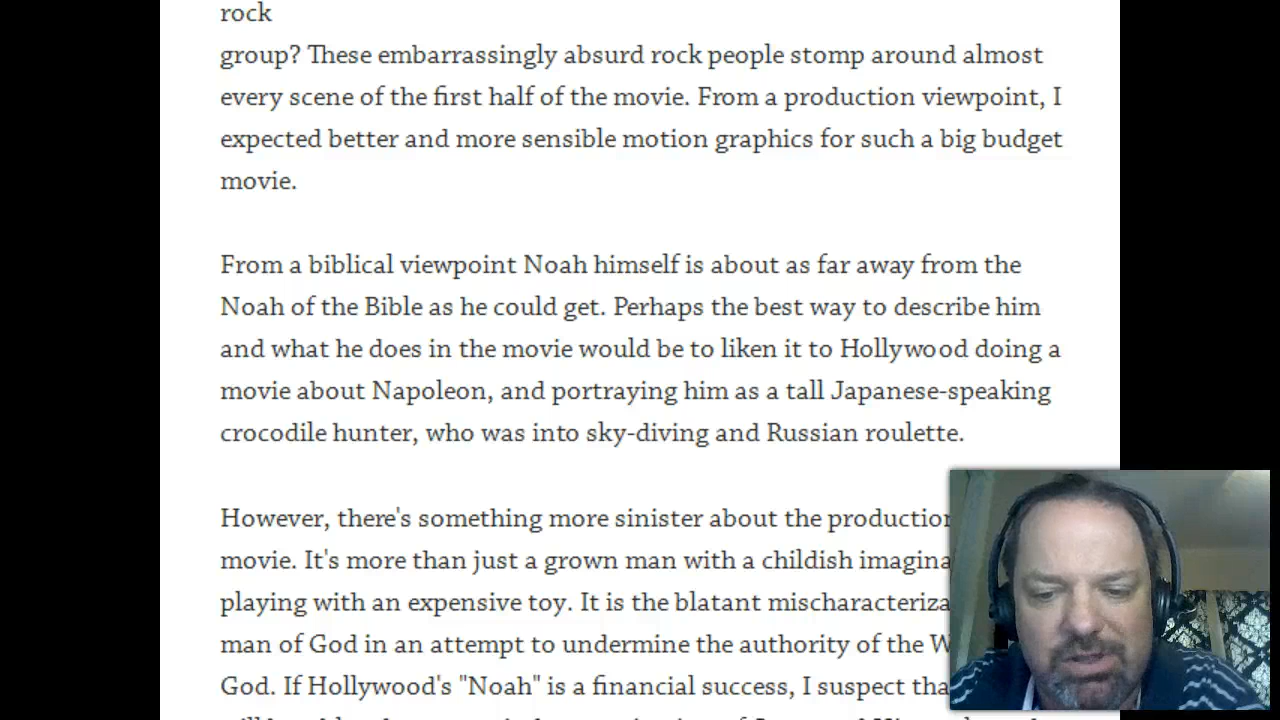 rock
group? These embarrassingly absurd rock people stomp around almost
every scene of the first half of the movie. From a production viewpoint, I
expected better and more sensible motion graphics for such a big budget
movie.
From a biblical viewpoint Noah himself is about as far away from the
Noah of the Bible as he could get. Perhaps the best way to describe him
and what he does in the movie would be to liken it to Hollywood doing a
movie about Napoleon, and portraying him as a tall Japanese-speaking
crocodile hunter, who was into sky-diving and Russian roulette.
However, there's something more sinister about the production
movie. It's more than just a grown man with a childish imagina
playing with an expensive toy. It is the blatant mischaracteriza
man of God in an attempt to undermine the authority of the W
God. If Hollywood's "Noah" is a financial success, I suspect tha